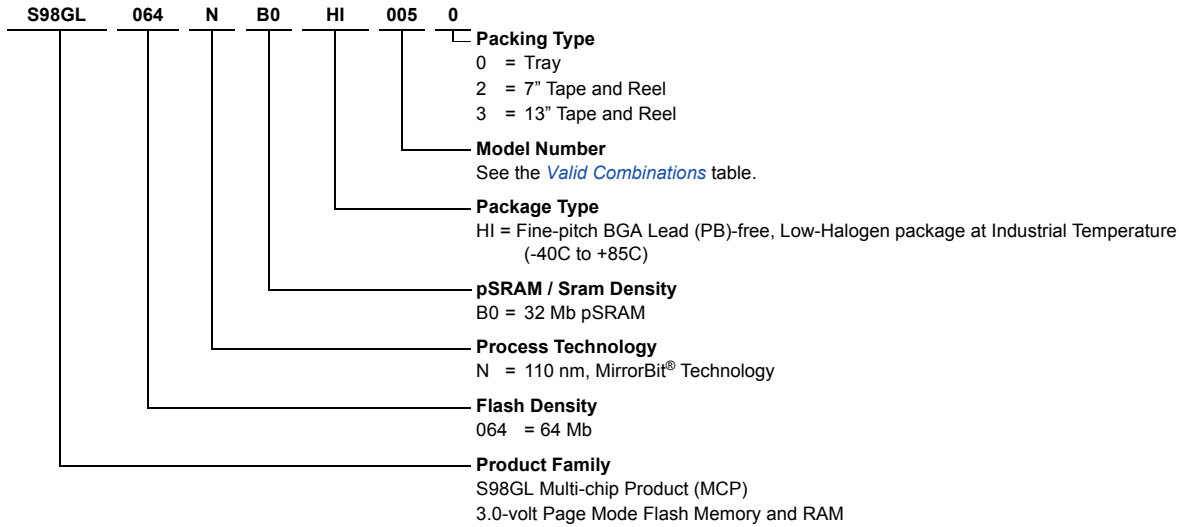 S98GL 064 N B0 HI 005 0
Packing Type
0 = Tray
2 = 7” Tape and Reel
3 = 13” Tape and Reel
Model Number
See the Valid Combinations table.
Package Type
HI = Fine-pitch BGA Lead (PB)-free, Low-Halogen package at Industrial Temperature
(-40C to +85C)
pSRAM / Sram Density
B0 = 32 Mb pSRAM
Process Technology
N = 110 nm, MirrorBit® Technology
Flash Density
064 = 64 Mb
Product Family
S98GL Multi-chip Product (MCP)
3.0-volt Page Mode Flash Memory and RAM